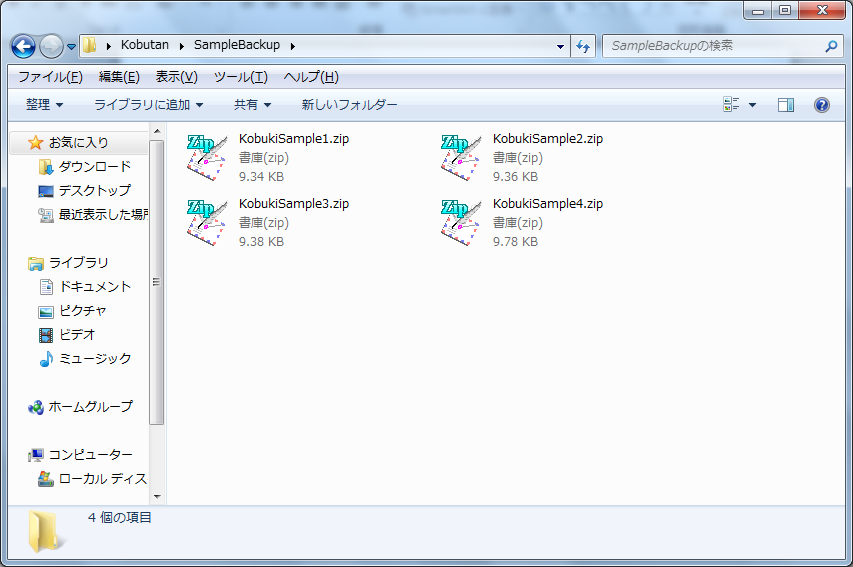 Kobutan SampleBackup
SampleBackupの検索
ファイル(F) 編集(E) 表示(V) ツール(T) ヘルプ(H)
整理 ライブラリに追加 共有 新しいフォルダー
お気に入り
ダウンロード
デスクトップ
最近表示した場所
ライブラリ
ドキュメント
ピクチャ
ビデオ
ミュージック
ホームグループ
コンピューター
ローカル ディス
Zip
KobukiSample1.zip
書庫(zip)
9.34 KB
Zip
KobukiSample2.zip
書庫(zip)
9.36 KB
Zip
KobukiSample3.zip
書庫(zip)
9.38 KB
Zip
KobukiSample4.zip
書庫(zip)
9.78 KB
4 個の項目